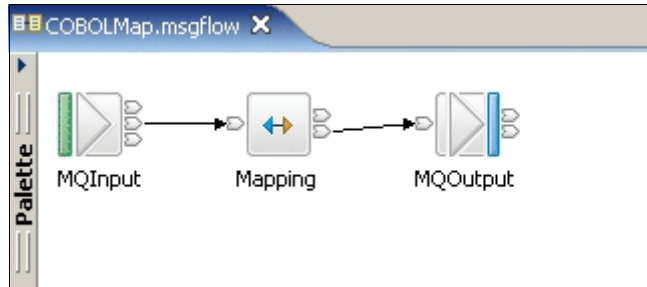 COBOLMap.msgflow
Palette
MQInput
Mapping
MQOutput